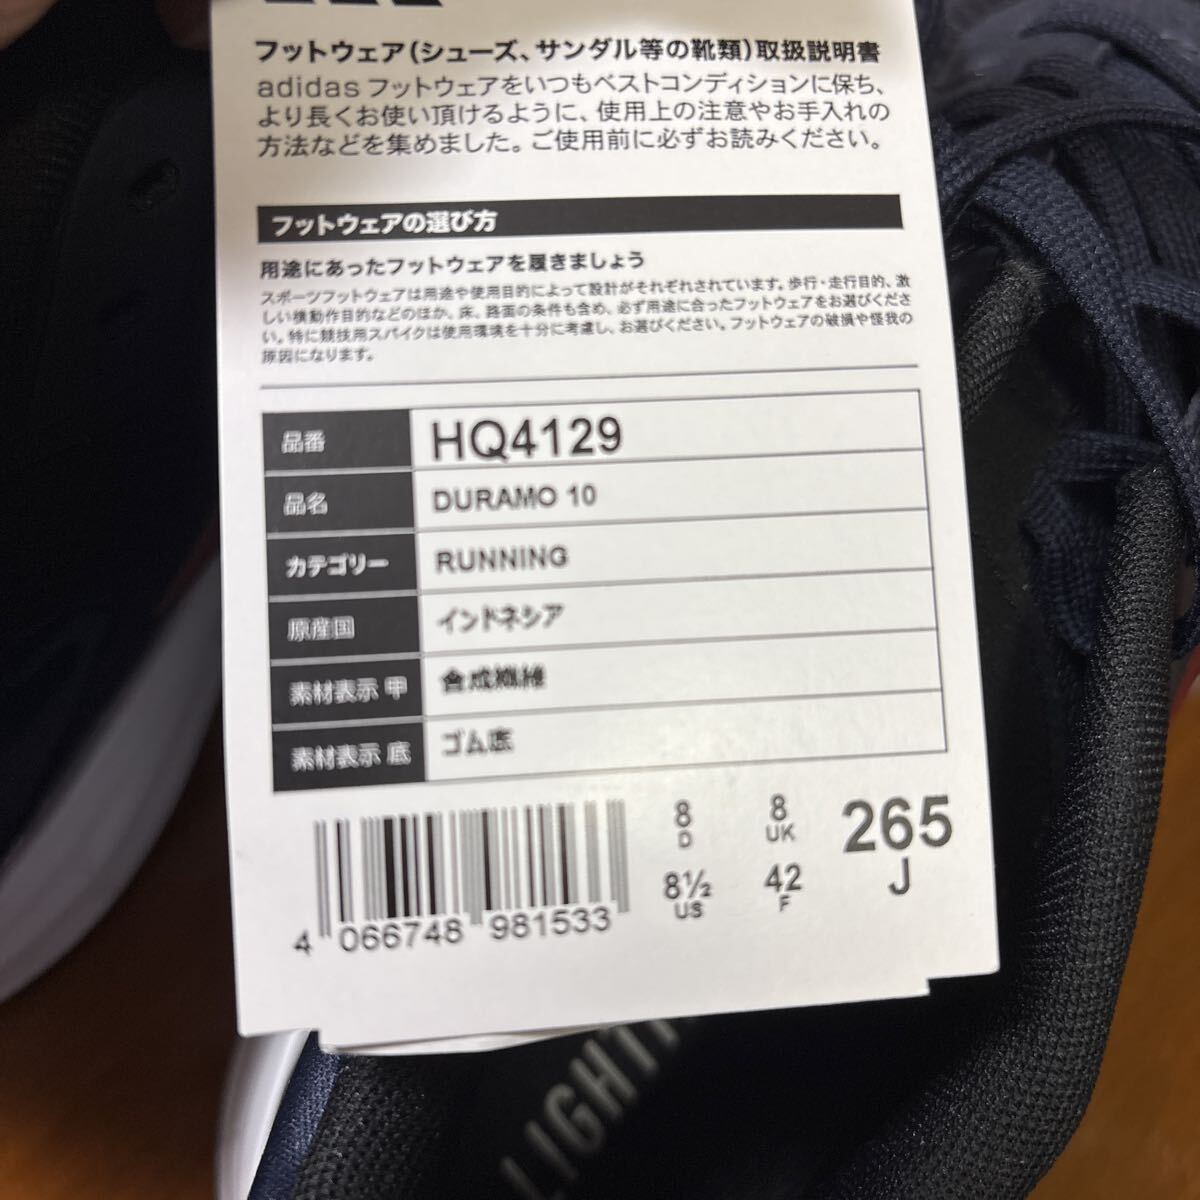 フットウェア(シューズ、サンダル等の靴類)取扱説明書
adidas フットウェアをいつもベストコンディションに保ち、
より長くお使い頂けるように、使用上の注意やお手入れの
方法などを集めました。ご使用前に必ずお読みください。
フットウェアの選び方
用途にあったフットウェアを履きましょう
スポーツフットウェアは用途や使用目的によって設計がそれぞれされています。歩行・走行目的、激
しい横動作目的などのほか、床、路面の条件も含め、必ず用途に合ったフットウェアをお選びくださ
い。特に競技用スパイクは使用環境を十分に考慮し、お選びください。フットウェアの破損や怪我の
原因になります。
品番 HQ4129
品名 DURAMO 10
カテゴリー RUNNING
原産国 インドネシア
素材表示 甲 合成繊維
素材表示 底 ゴム底
8 D 8 UK 265 J
8½ US 42 F
4 066748 981533
LIGHT